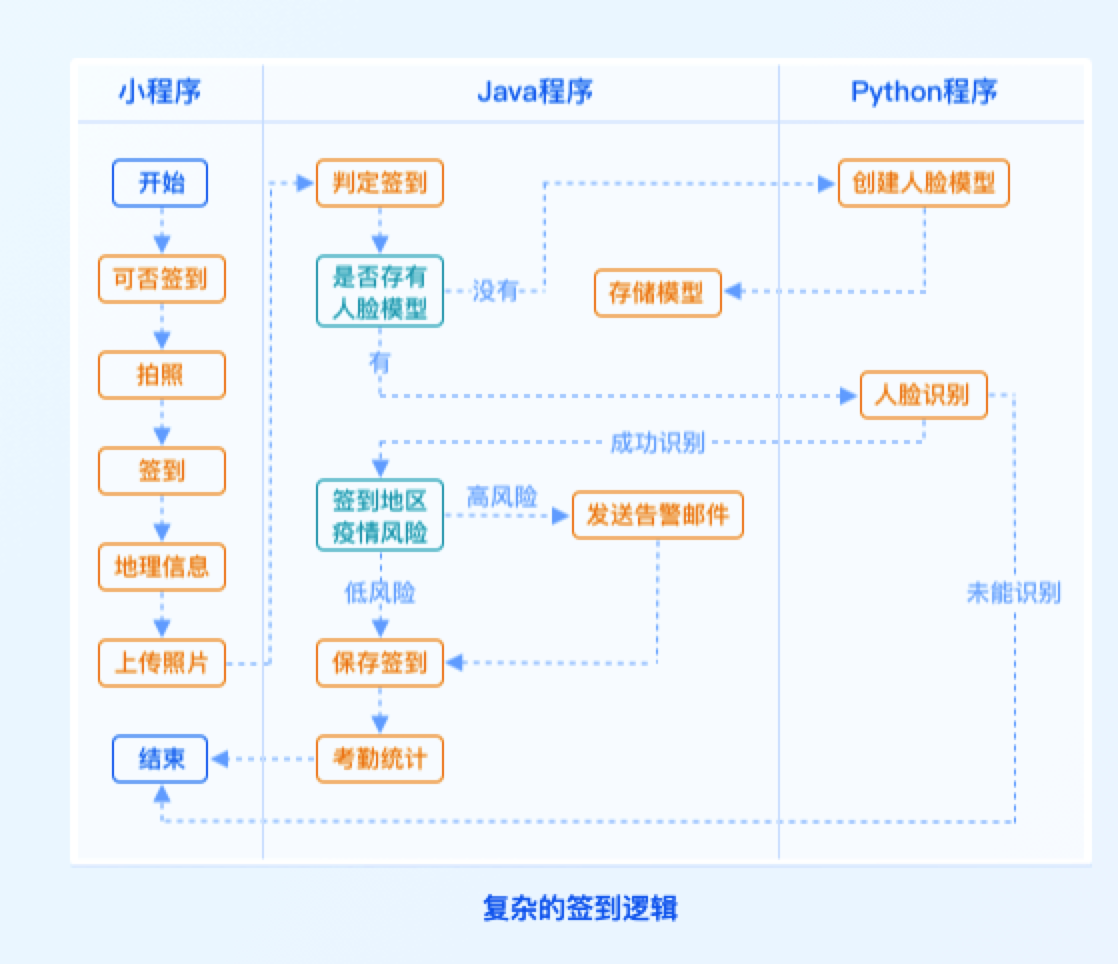 小程序
Java程序
Python程序
开始
判定签到
创建人脸模型
可否签到
是否存有
人脸模型
没有
存储模型
有
拍照
人脸识别
成功识别
签到
签到地区
疫情风险
高风险
发送告警邮件
地理信息
低风险
未能识别
上传照片
保存签到
结束
考勤统计
复杂的签到逻辑